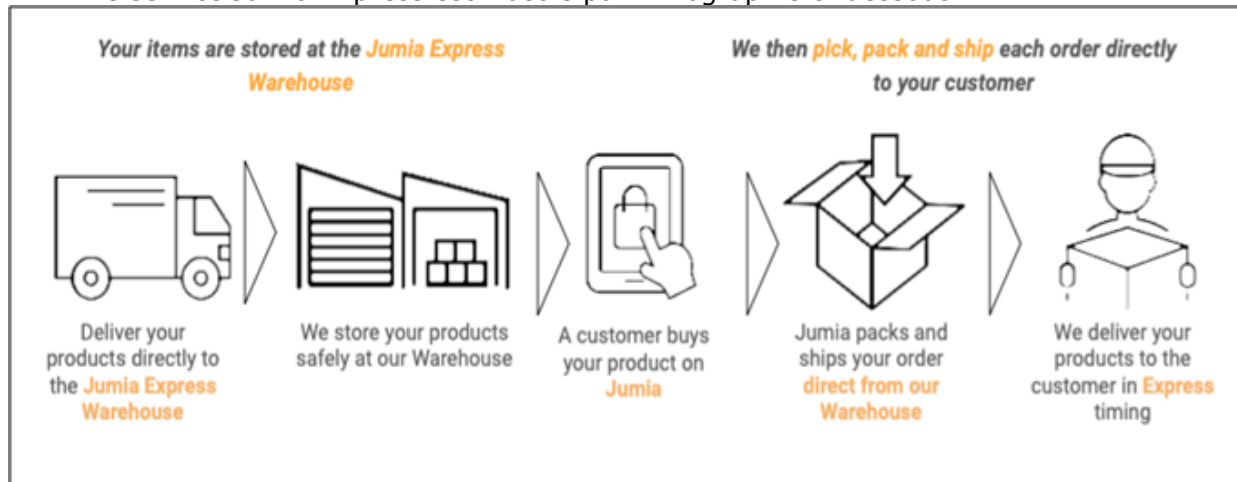 Your items are stored at the Jumia Express
Warehouse
We then pick, pack and ship each order directly
to your customer
Deliver your
products directly to
the Jumia Express
Warehouse
We store your products
safely at our Warehouse
A customer buys
your product on
Jumia
Jumia packs and
ships your order
direct from our
Warehouse
We deliver your
products to the
customer in Express
timing